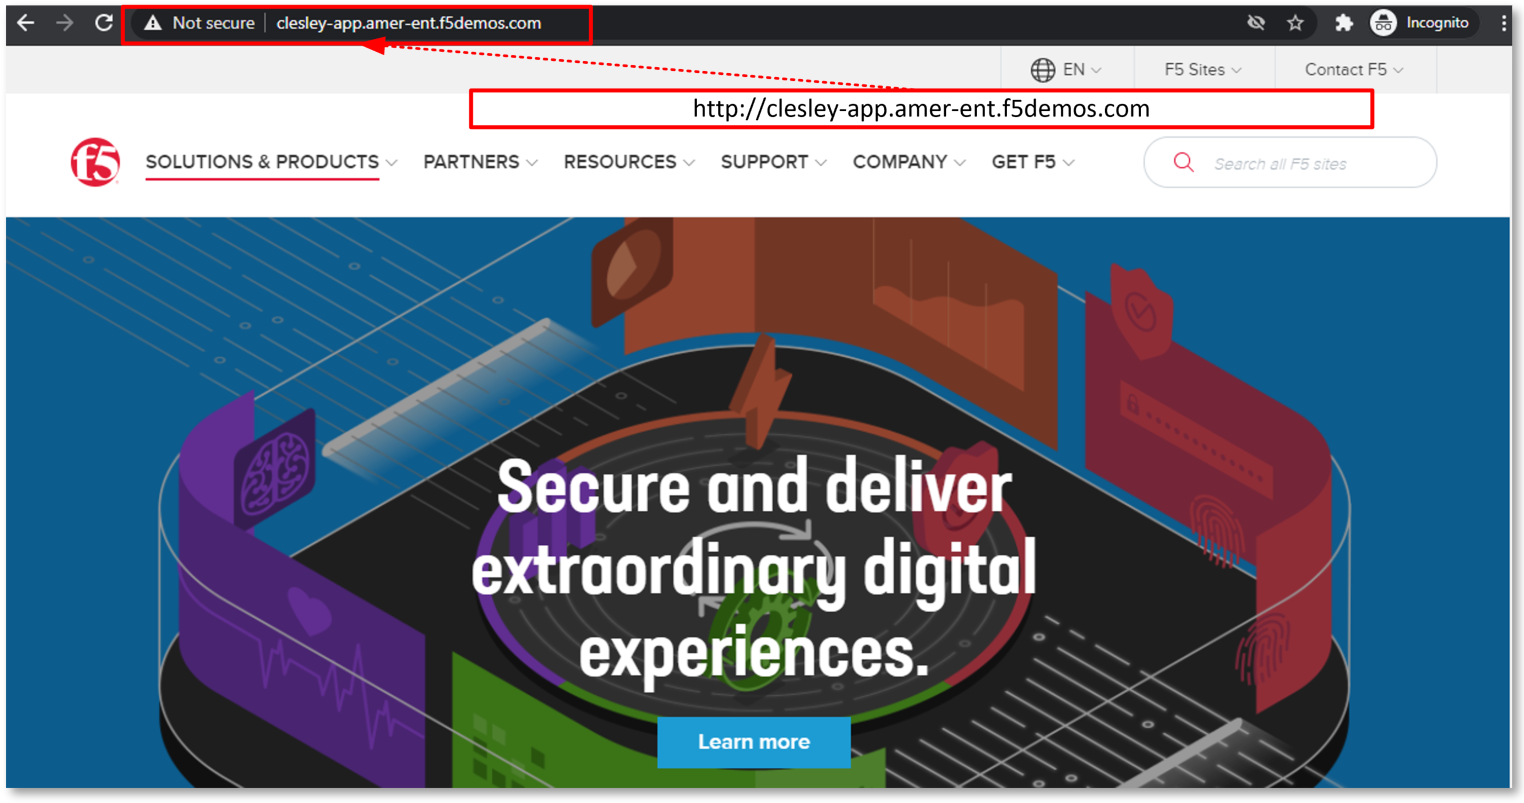 Not secure clesley-app.amer-ent.f5demos.com Incognito
EN F5 Sites Contact F5
http://clesley-app.amer-ent.f5demos.com
f5 SOLUTIONS & PRODUCTS PARTNERS RESOURCES SUPPORT COMPANY GET F5 Search all F5 sites
Secure and deliver
extraordinary digital
experiences.
Learn more